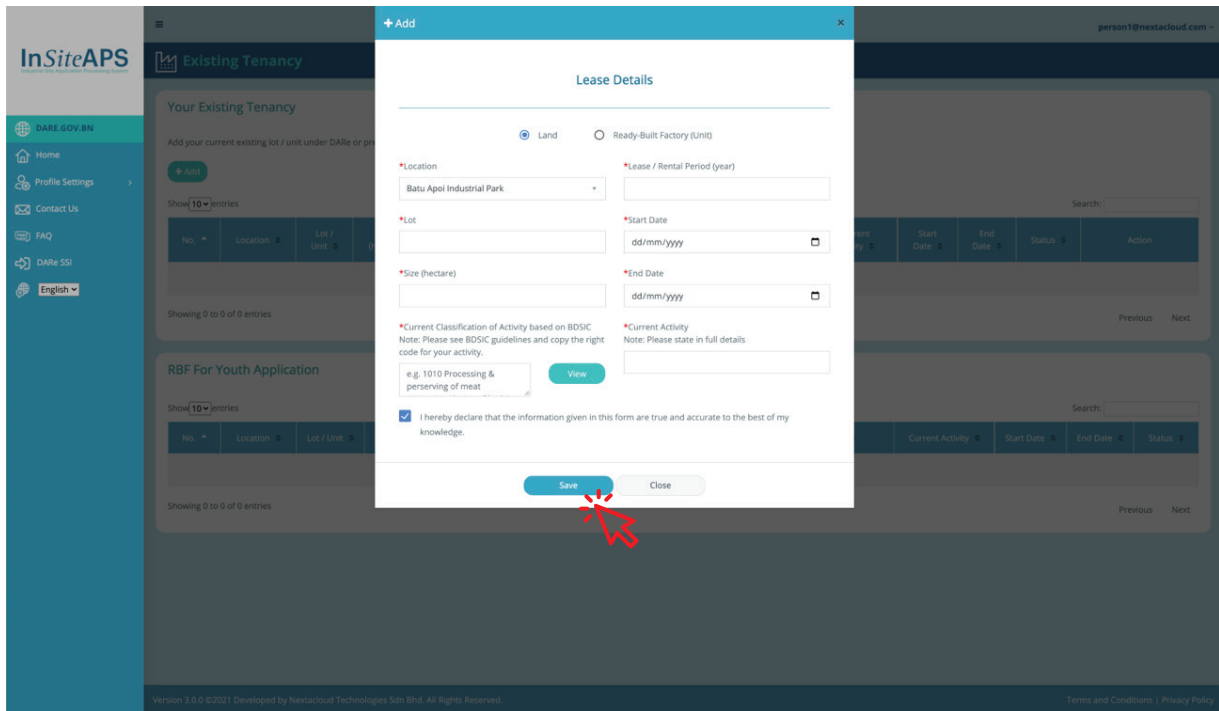 InSiteAPS
Industrial Site Application Processing System
DARE.GOV.BN
Home
Profile Settings
Contact Us
FAQ
DARe SSI
English
person1@nextacloud.com
Existing Tenancy
Your Existing Tenancy
Add your current existing lot / unit under DARe or pre
+ Add
Show 10 entries
Search:
No. Location Lot / Unit
rent
ity Start Date End Date Status Action
Showing 0 to 0 of 0 entries
Previous Next
RBF For Youth Application
Show 10 entries
Search:
No. Location Lot / Unit Current Activity Start Date End Date Status
Showing 0 to 0 of 0 entries
Previous Next
+ Add ×
Lease Details
Land Ready-Built Factory (Unit)
*Location
Batu Apoi Industrial Park
*Lease / Rental Period (year)
*Lot
*Start Date
dd/mm/yyyy
*Size (hectare)
*End Date
dd/mm/yyyy
*Current Classification of Activity based on BDSIC
Note: Please see BDSIC guidelines and copy the right
code for your activity.
e.g. 1010 Processing &
perserving of meat
View
*Current Activity
Note: Please state in full details
I hereby declare that the information given in this form are true and accurate to the best of my
knowledge.
Save Close
Version 3.0.0 ©2021 Developed by Nextacloud Technologies Sdn Bhd. All Rights Reserved.
Terms and Conditions | Privacy Policy